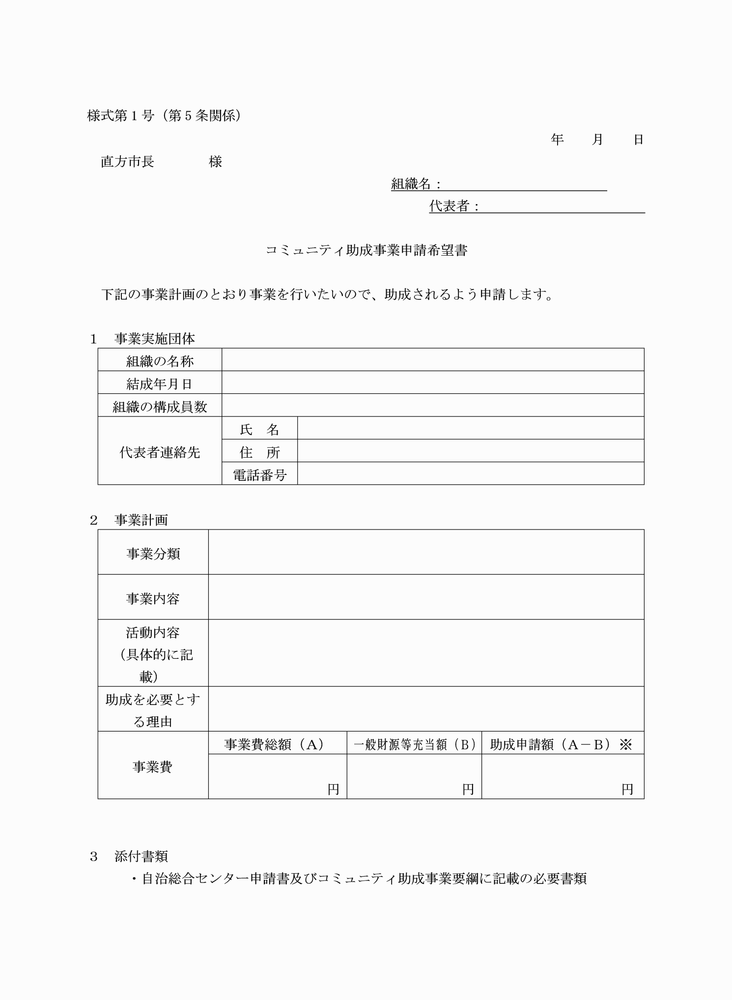 様式第１号（第５条関係）
年　　月　　日
直方市長　　　　様
組織名：
代表者：
コミュニティ助成事業申請希望書
下記の事業計画のとおり事業を行いたいので、助成されるよう申請します。
１　事業実施団体
組織の名称
結成年月日
組織の構成員数
代表者連絡先
氏　名
住　所
電話番号
２　事業計画
事業分類
事業内容
活動内容
（具体的に記
載）
助成を必要とす
る理由
事業費
事業費総額（Ａ）　一般財源等充当額（Ｂ）　助成申請額（Ａ－Ｂ）※
円　円　円
３　添付書類
・自治総合センター申請書及びコミュニティ助成事業要綱に記載の必要書類